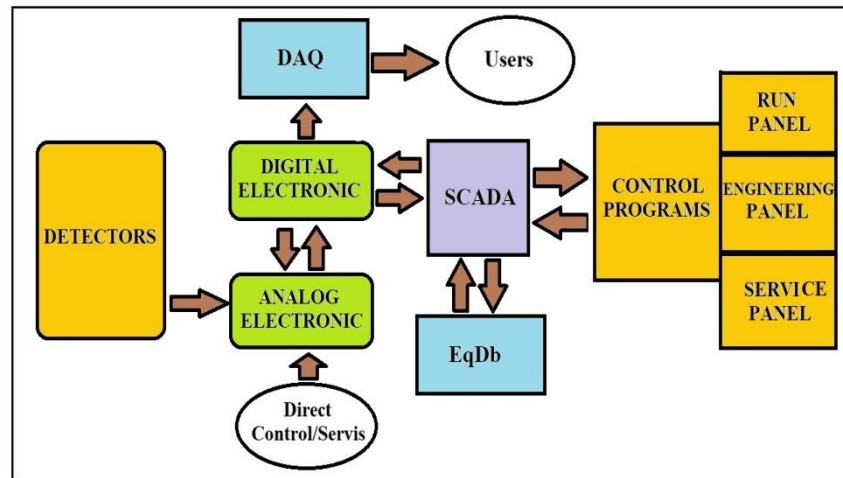 DAQ
Users
RUN
PANEL
DIGITAL
ELECTRONIC
SCADA
CONTROL
PROGRAMS
ENGINEERING
PANEL
DETECTORS
ANALOG
ELECTRONIC
SERVICE
PANEL
EqDb
Direct
Control/Servis